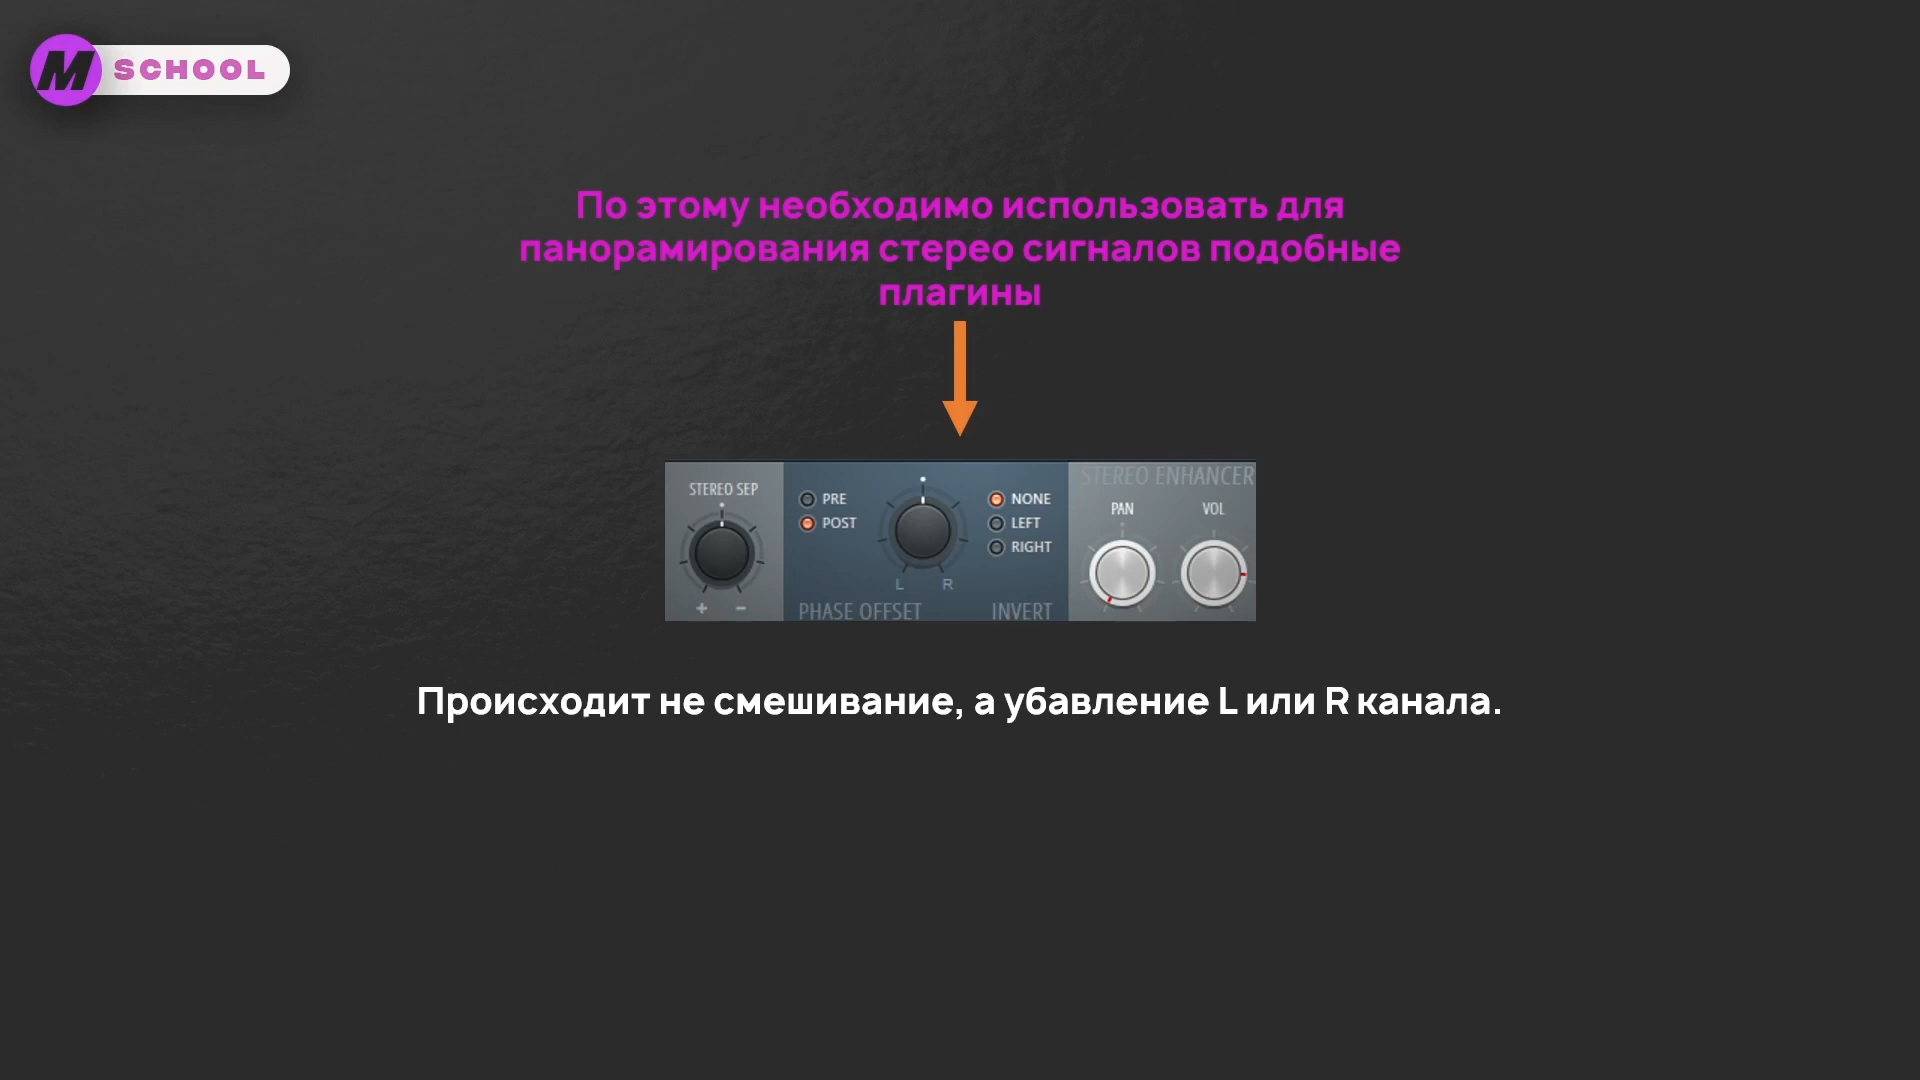 M SCHOOL
По этому необходимо использовать для
панорамирования стерео сигналов подобные
плагины
STEREO SEP
+ -
PRE
POST
L R
PHASE OFFSET
NONE
LEFT
RIGHT
INVERT
STEREO ENHANCER
PAN VOL
Происходит не смешивание, а убавление L или R канала.